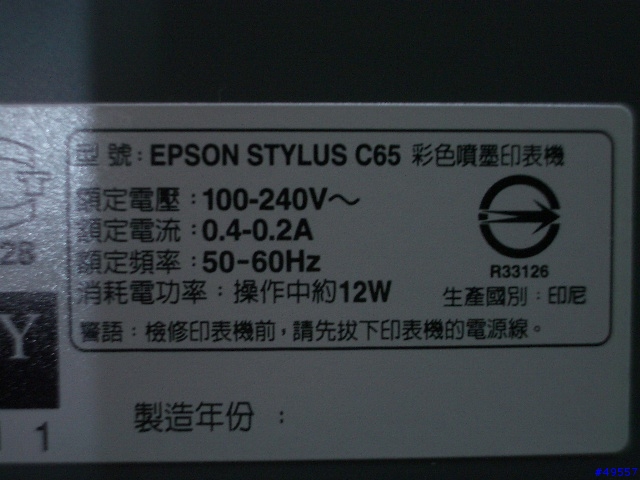 型號：EPSON STYLUS C65 彩色噴墨印表機
額定電壓：100-240V～
額定電流：0.4-0.2A
額定頻率：50-60Hz
消耗電功率：操作中約12W
R33126
生產國別：印尼
警語：檢修印表機前，請先拔下印表機的電源線。
製造年份：
28
Y
1 1
#49557